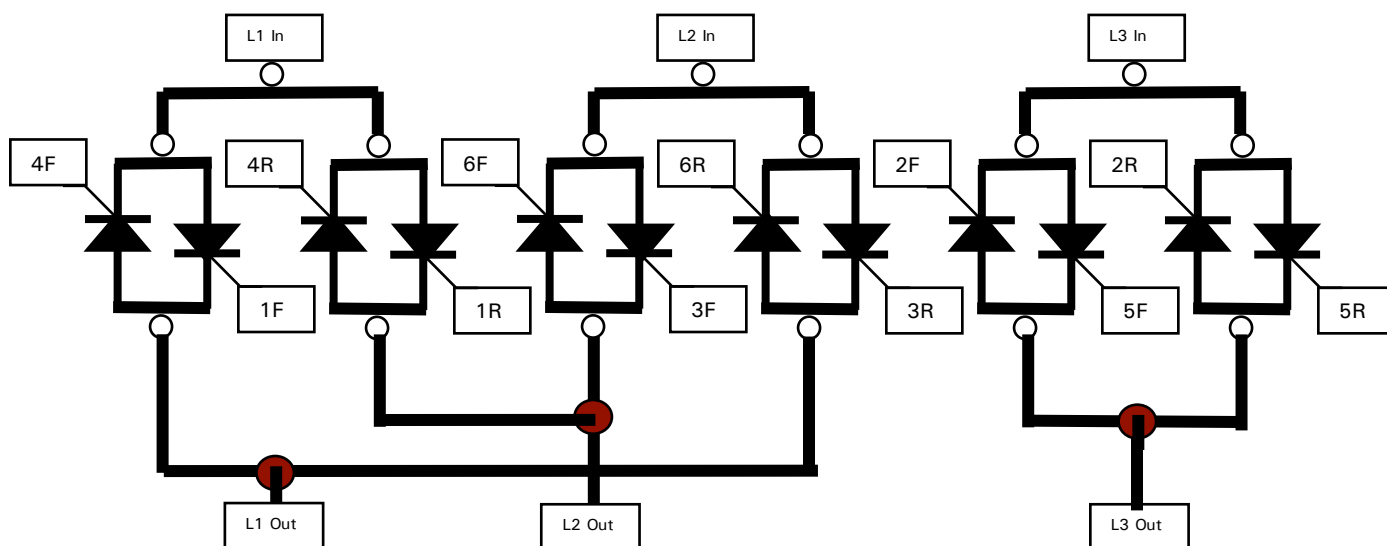 L1 In
L2 In
L3 In
4F
4R
6F
6R
2F
2R
1F
1R
3F
3R
5F
5R
L1 Out
L2 Out
L3 Out